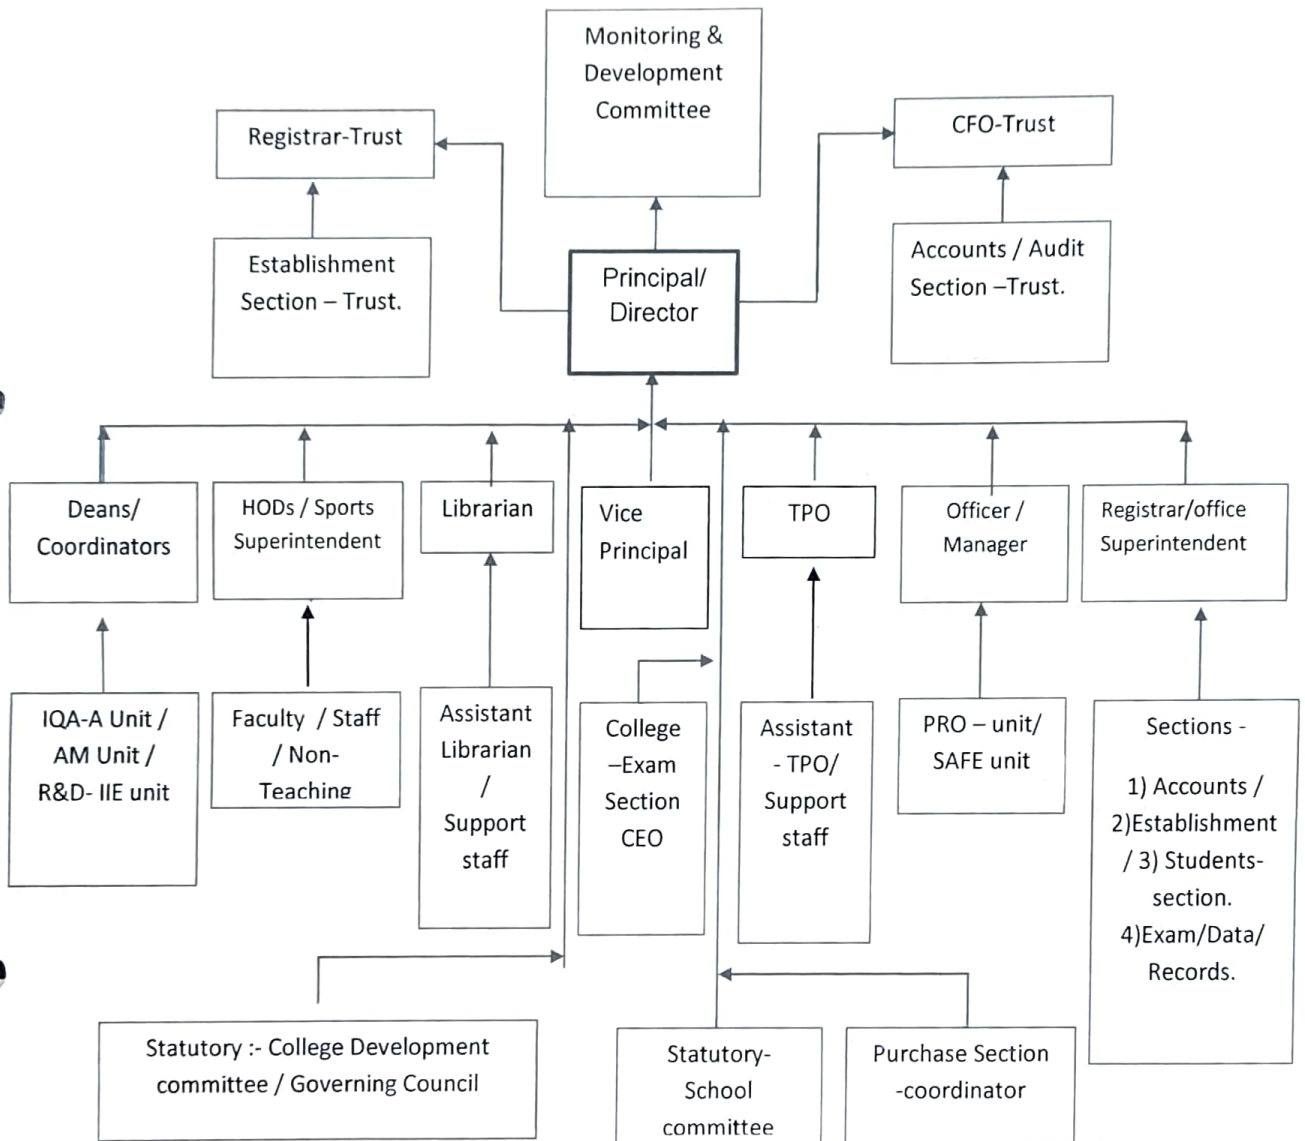 Monitoring &
Development
Committee
Registrar-Trust
CFO-Trust
Establishment
Section – Trust.
Principal/
Director
Accounts / Audit
Section –Trust.
Deans/
Coordinators
HODs / Sports
Superintendent
Librarian
Vice
Principal
TPO
Officer /
Manager
Registrar/office
Superintendent
IQA-A Unit /
AM Unit /
R&D- IIE unit
Faculty / Staff
/ Non-
Teaching
Assistant
Librarian
/
Support
staff
College
–Exam
Section
CEO
Assistant
- TPO/
Support
staff
PRO – unit/
SAFE unit
Sections -
1) Accounts /
2)Establishment
/ 3) Students-
section.
4)Exam/Data/
Records.
Statutory :- College Development
committee / Governing Council
Statutory-
School
committee
Purchase Section
-coordinator